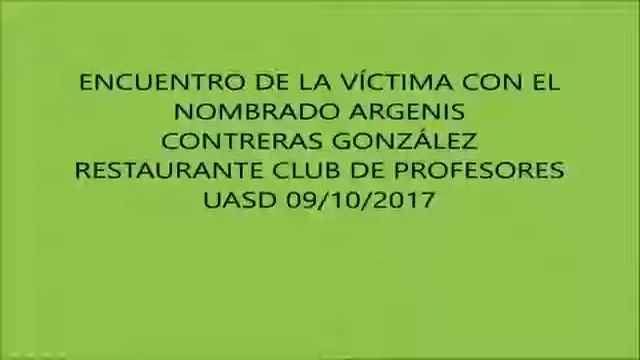 ENCUENTRO DE LA VÍCTIMA CON EL
NOMBRADO ARGENIS
CONTRERAS GONZÁLEZ
RESTAURANTE CLUB DE PROFESORES
UASD 09/10/2017